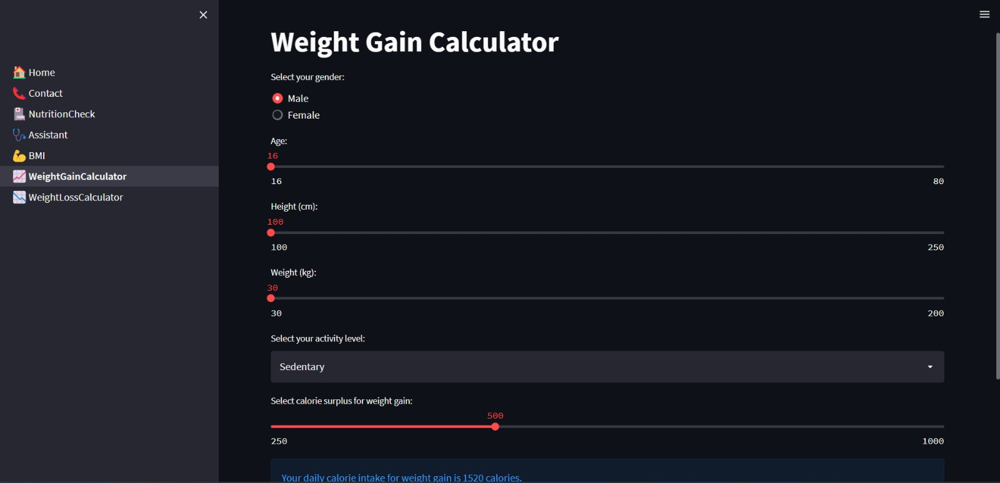 Home
Contact
NutritionCheck
Assistant
BMI
WeightGainCalculator
WeightLossCalculator
Weight Gain Calculator
Select your gender:
Male
Female
Age:
16
16 80
Height (cm):
100
100 250
Weight (kg):
30
30 200
Select your activity level:
Sedentary
Select calorie surplus for weight gain:
500
250 1000
Your daily calorie intake for weight gain is 1520 calories.